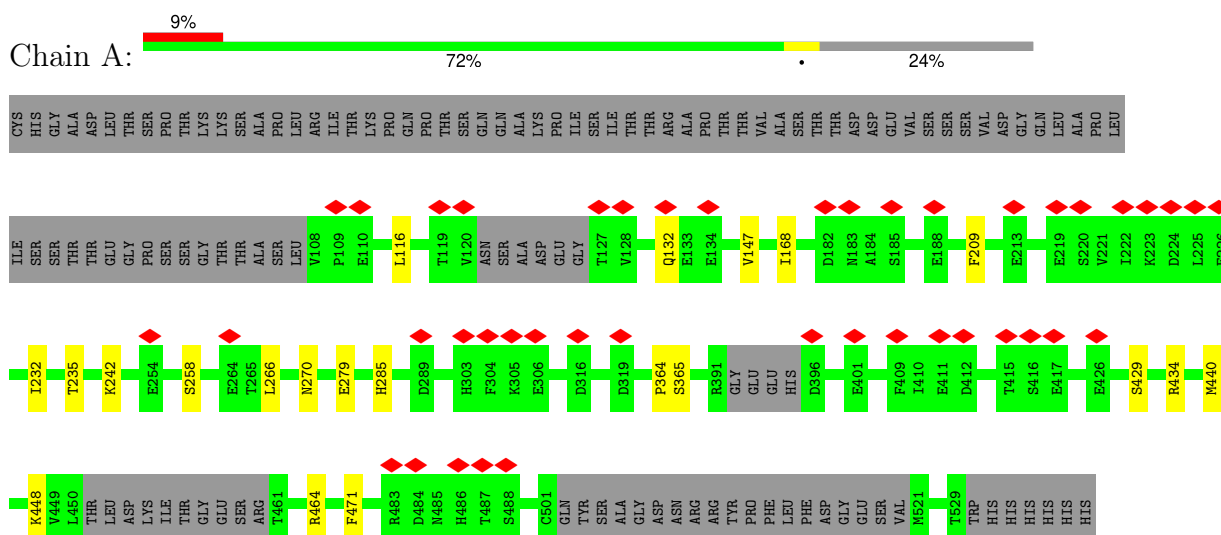 9%
Chain A:
72% • 24%
CYS HIS GLY ALA ASP LEU THR SER PRO THR LYS LYS SER ALA PRO LEU ARG ILE THR LYS PRO GLN PRO THR SER GLN GLN ALA LYS PRO ILE SER ILE THR THR ARG ALA PRO THR THR VAL ALA SER THR THR ASP ASP GLU VAL SER SER SER VAL ASP GLY GLN LEU ALA PRO LEU
ILE SER SER THR THR GLU GLY PRO SER SER GLY THR THR ALA SER LEU V108 P109 E110 L116 T119 V120 ASN SER ALA ASP GLU GLY T127 V128 Q132 E133 E134 V147 I168 D182 N183 A184 S185 E188 F209 E213 E219 S220 V221 I222 K223 D224 L225
I232 T235 K242 E254 S258 E264 T265 L266 N270 E279 H285 D289 H303 F304 K305 E306 D316 D319 P364 S365 R391 GLY GLU GLU HIS D396 E401 F409 I410 E411 D412 T415 S416 E417 E426 S429 R434 M440
K448 V449 L450 THR LEU ASP LYS ILE THR GLY GLU SER ARG T461 R464 F471 R483 D484 N485 H486 T487 S488 C501 GLN TYR SER ALA GLY ASP ASN ARG ARG TYR PRO PHE LEU PHE ASP GLY GLU SER VAL M521 T529 TRP HIS HIS HIS HIS HIS HIS